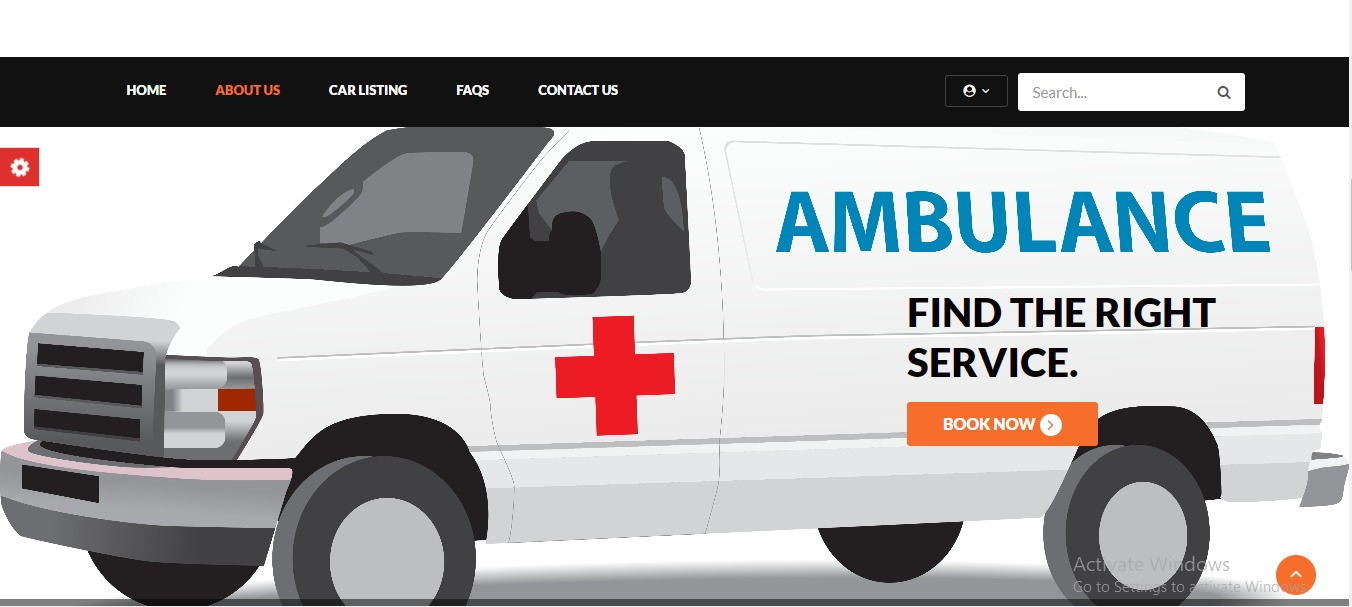 HOME ABOUT US CAR LISTING FAQS CONTACT US Search...
AMBULANCE
FIND THE RIGHT
SERVICE.
BOOK NOW
Activate Windows
Go to Settings to activate Windows.